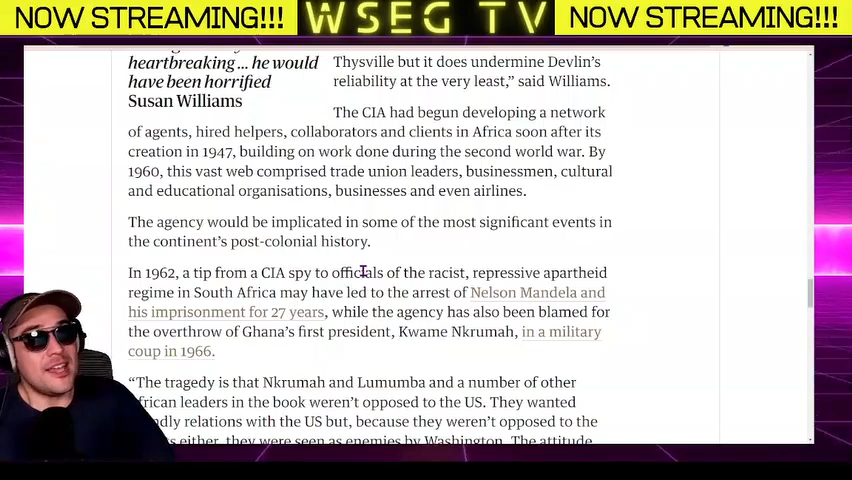 NOW STREAMING!!! WSEG TV NOW STREAMING!!!
heartbreaking ... he would
have been horrified
Susan Williams
Thysville but it does undermine Devlin's
reliability at the very least,” said Williams.
The CIA had begun developing a network
of agents, hired helpers, collaborators and clients in Africa soon after its
creation in 1947, building on work done during the second world war. By
1960, this vast web comprised trade union leaders, businessmen, cultural
and educational organisations, businesses and even airlines.
The agency would be implicated in some of the most significant events in
the continent's post-colonial history.
In 1962, a tip from a CIA spy to officials of the racist, repressive apartheid
regime in South Africa may have led to the arrest of Nelson Mandela and
his imprisonment for 27 years, while the agency has also been blamed for
the overthrow of Ghana's first president, Kwame Nkrumah, in a military
coup in 1966.
“The tragedy is that Nkrumah and Lumumba and a number of other
frican leaders in the book weren't opposed to the US. They wanted
ndly relations with the US but, because they weren't opposed to the
either, they were seen as enemies by Washington. The attitude